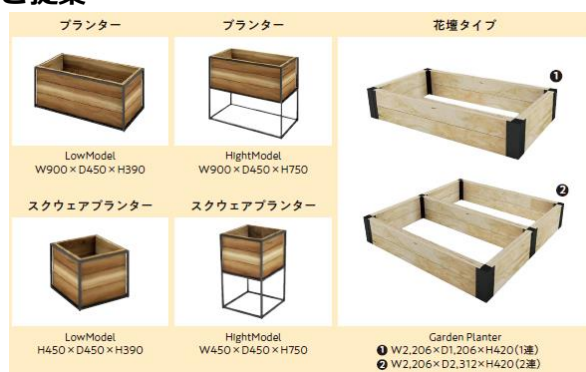 ご提案
プランター
プランター
花壇タイプ
❶
LowModel
W900×D450×H390
HightModel
W900×D450×H750
❷
スクウェアプランター
スクウェアプランター
LowModel
H450×D450×H390
HightModel
W450×D450×H750
Garden Planter
❶ W2,206×D1,206×H420(1連)
❷ W2,206×D2,312×H420(2連)